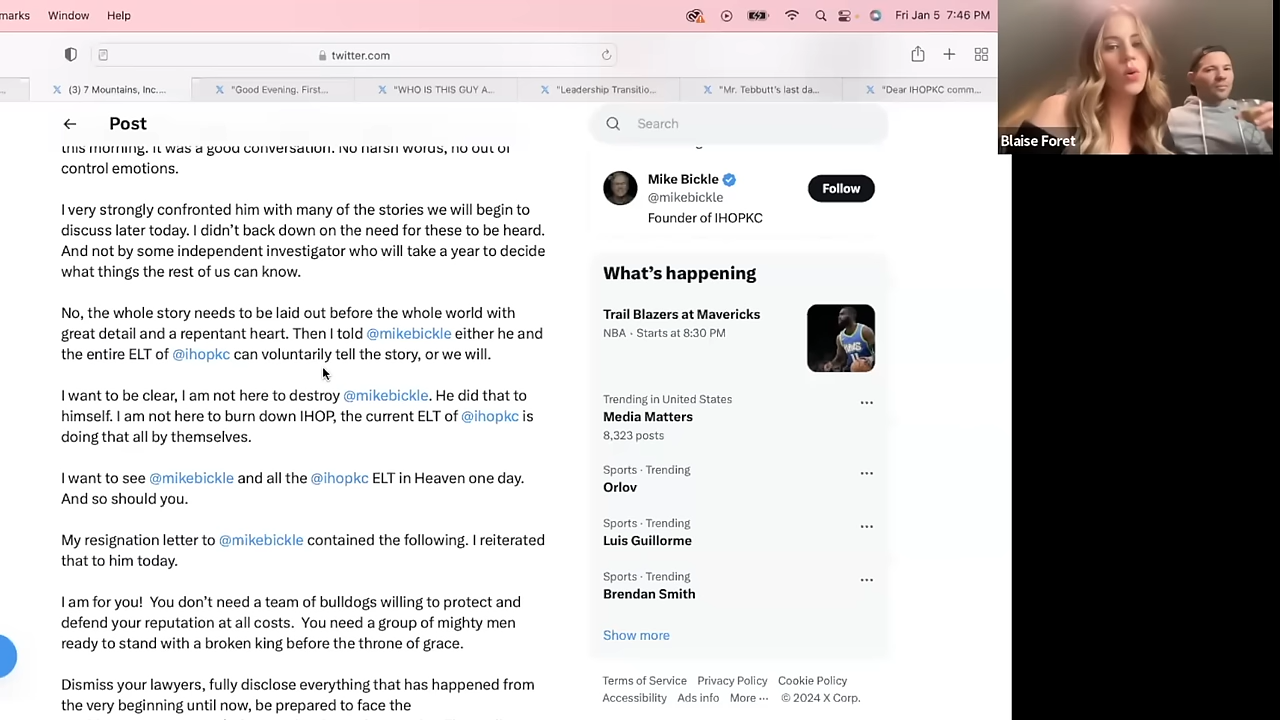 marks Window Help
Fri Jan 5 7:46 PM
twitter.com
(3) 7 Mountains, Inc....
"Good Evening. First...
"WHO IS THIS GUY A...
"Leadership Transitio...
"Mr. Tebbutt's last da...
"Dear IHOPKC comm...
Blaise Foret
Post
Search
this morning. It was a good conversation. No harsh words, no out of
control emotions.
I very strongly confronted him with many of the stories we will begin to
discuss later today. I didn't back down on the need for these to be heard.
And not by some independent investigator who will take a year to decide
what things the rest of us can know.
No, the whole story needs to be laid out before the whole world with
great detail and a repentant heart. Then I told @mikebickle either he and
the entire ELT of @ihopkc can voluntarily tell the story, or we will.
I want to be clear, I am not here to destroy @mikebickle. He did that to
himself. I am not here to burn down IHOP, the current ELT of @ihopkc is
doing that all by themselves.
I want to see @mikebickle and all the @ihopkc ELT in Heaven one day.
And so should you.
My resignation letter to @mikebickle contained the following. I reiterated
that to him today.
I am for you! You don't need a team of bulldogs willing to protect and
defend your reputation at all costs. You need a group of mighty men
ready to stand with a broken king before the throne of grace.
Dismiss your lawyers, fully disclose everything that has happened from
the very beginning until now, be prepared to face the
Mike Bickle
@mikebickle
Founder of IHOPKC
Follow
What's happening
Trail Blazers at Mavericks
NBA · Starts at 8:30 PM
Trending in United States
Media Matters
8,323 posts
Sports · Trending
Orlov
Sports · Trending
Luis Guillorme
Sports · Trending
Brendan Smith
Show more
Terms of Service Privacy Policy Cookie Policy
Accessibility Ads info More ··· © 2024 X Corp.